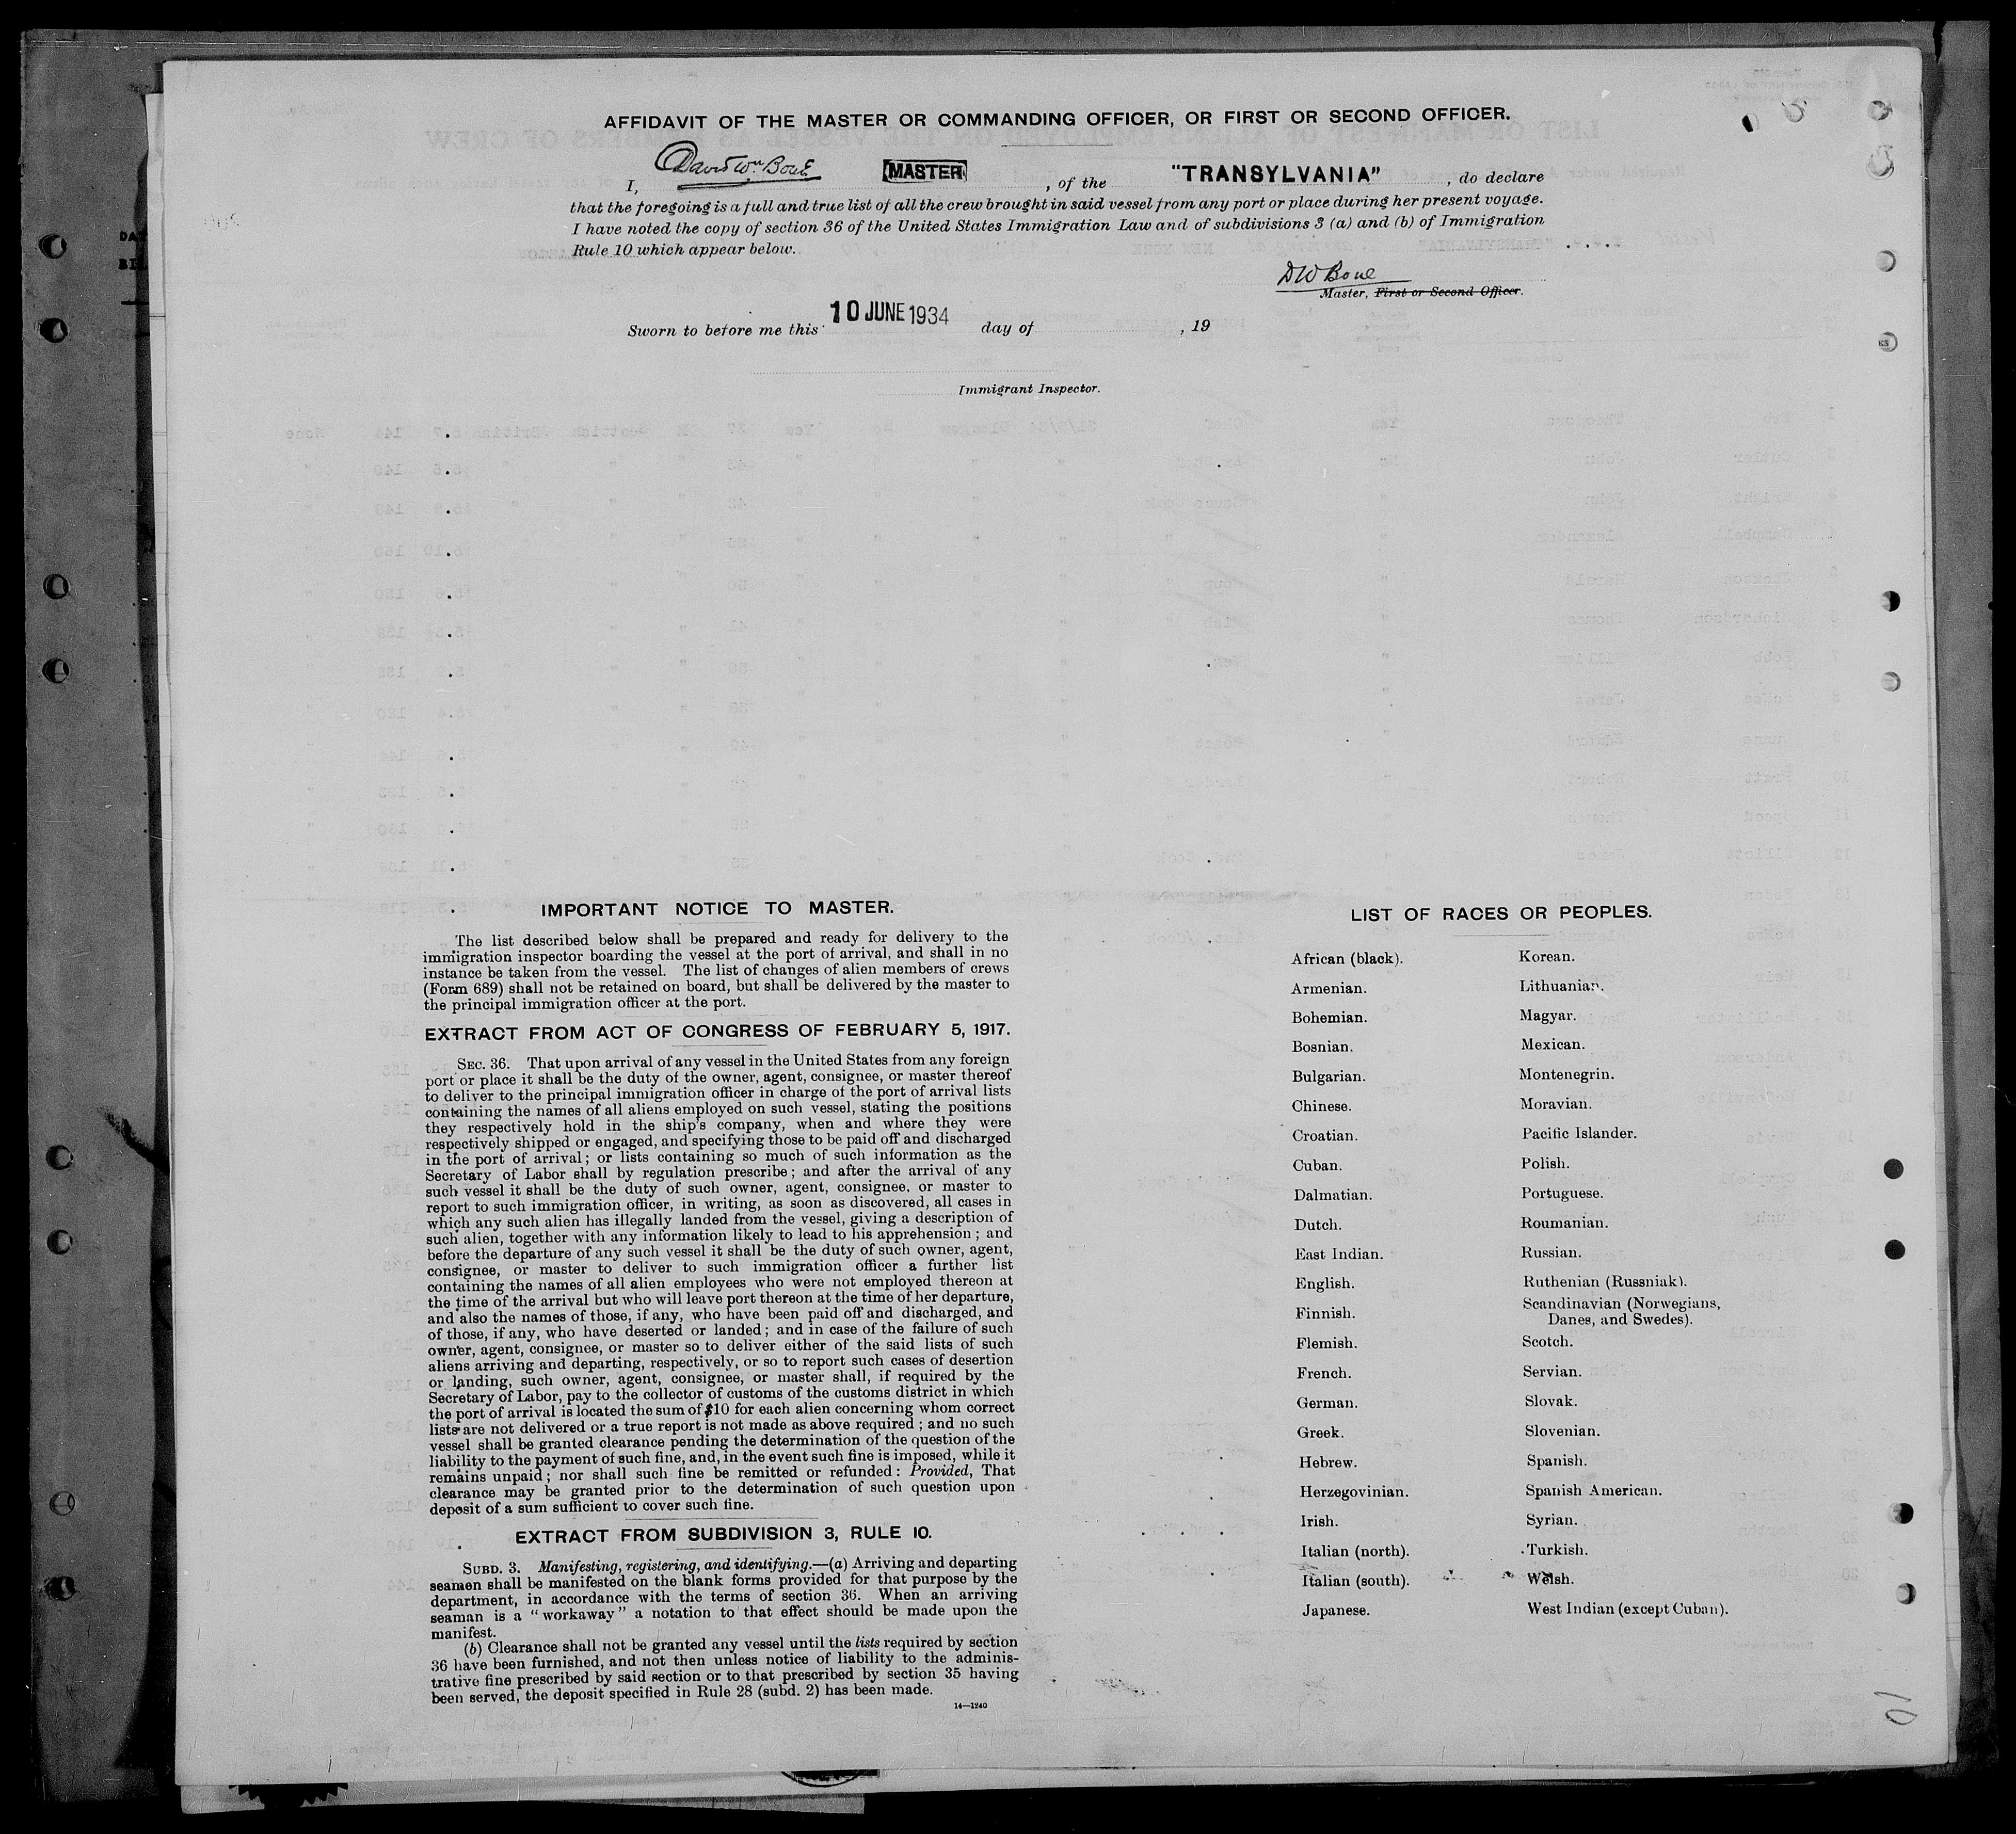 AFFIDAVIT OF THE MASTER OR COMMANDING OFFICER, OR FIRST OR SECOND OFFICER.
I, David Wm Bone MASTER, of the "TRANSYLVANIA", do declare
that the foregoing is a full and true list of all the crew brought in said vessel from any port or place during her present voyage.
I have noted the copy of section 36 of the United States Immigration Law and of subdivisions 3 (a) and (b) of Immigration
Rule 10 which appear below.
DW Bone
Master, First or Second Officer.
Sworn to before me this 10 JUNE 1934 day of , 19
Immigrant Inspector.
IMPORTANT NOTICE TO MASTER.
The list described below shall be prepared and ready for delivery to the
immigration inspector boarding the vessel at the port of arrival, and shall in no
instance be taken from the vessel. The list of changes of alien members of crews
(Form 689) shall not be retained on board, but shall be delivered by the master to
the principal immigration officer at the port.
EXTRACT FROM ACT OF CONGRESS OF FEBRUARY 5, 1917.
SEC. 36. That upon arrival of any vessel in the United States from any foreign
port or place it shall be the duty of the owner, agent, consignee, or master thereof
to deliver to the principal immigration officer in charge of the port of arrival lists
containing the names of all aliens employed on such vessel, stating the positions
they respectively hold in the ship's company, when and where they were
respectively shipped or engaged, and specifying those to be paid off and discharged
in the port of arrival; or lists containing so much of such information as the
Secretary of Labor shall by regulation prescribe; and after the arrival of any
such vessel it shall be the duty of such owner, agent, consignee, or master to
report to such immigration officer, in writing, as soon as discovered, all cases in
which any such alien has illegally landed from the vessel, giving a description of
such alien, together with any information likely to lead to his apprehension; and
before the departure of any such vessel it shall be the duty of such owner, agent,
consignee, or master to deliver to such immigration officer a further list
containing the names of all alien employees who were not employed thereon at
the time of the arrival but who will leave port thereon at the time of her departure,
and also the names of those, if any, who have been paid off and discharged, and
of those, if any, who have deserted or landed; and in case of the failure of such
owner, agent, consignee, or master so to deliver either of the said lists of such
aliens arriving and departing, respectively, or so to report such cases of desertion
or landing, such owner, agent, consignee, or master shall, if required by the
Secretary of Labor, pay to the collector of customs of the customs district in which
the port of arrival is located the sum of $10 for each alien concerning whom correct
lists are not delivered or a true report is not made as above required; and no such
vessel shall be granted clearance pending the determination of the question of the
liability to the payment of such fine, and, in the event such fine is imposed, while it
remains unpaid; nor shall such fine be remitted or refunded: Provided, That
clearance may be granted prior to the determination of such question upon
deposit of a sum sufficient to cover such fine.
EXTRACT FROM SUBDIVISION 3, RULE 10.
SUBD. 3. Manifesting, registering, and identifying.—(a) Arriving and departing
seamen shall be manifested on the blank forms provided for that purpose by the
department, in accordance with the terms of section 36. When an arriving
seaman is a "workaway" a notation to that effect should be made upon the
manifest.
(b) Clearance shall not be granted any vessel until the lists required by section
36 have been furnished, and not then unless notice of liability to the adminis-
trative fine prescribed by said section or to that prescribed by section 35 having
been served, the deposit specified in Rule 28 (subd. 2) has been made.
14—1240
LIST OF RACES OR PEOPLES.
African (black).
Armenian.
Bohemian.
Bosnian.
Bulgarian.
Chinese.
Croatian.
Cuban.
Dalmatian.
Dutch.
East Indian.
English.
Finnish.
Flemish.
French.
German.
Greek.
Hebrew.
Herzegovinian.
Irish.
Italian (north).
Italian (south).
Japanese.
Korean.
Lithuanian.
Magyar.
Mexican.
Montenegrin.
Moravian.
Pacific Islander.
Polish.
Portuguese.
Roumanian.
Russian.
Ruthenian (Russniak).
Scandinavian (Norwegians,
Danes, and Swedes).
Scotch.
Servian.
Slovak.
Slovenian.
Spanish.
Spanish American.
Syrian.
Turkish.
Welsh.
West Indian (except Cuban).